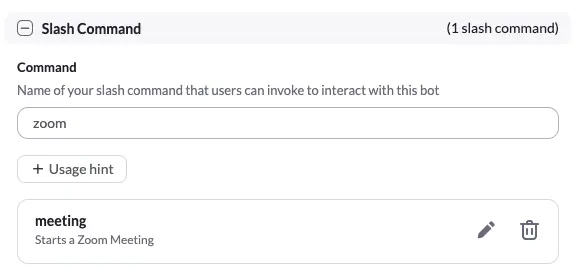 Slash Command
(1 slash command)
Command
Name of your slash command that users can invoke to interact with this bot
zoom
+ Usage hint
meeting
Starts a Zoom Meeting